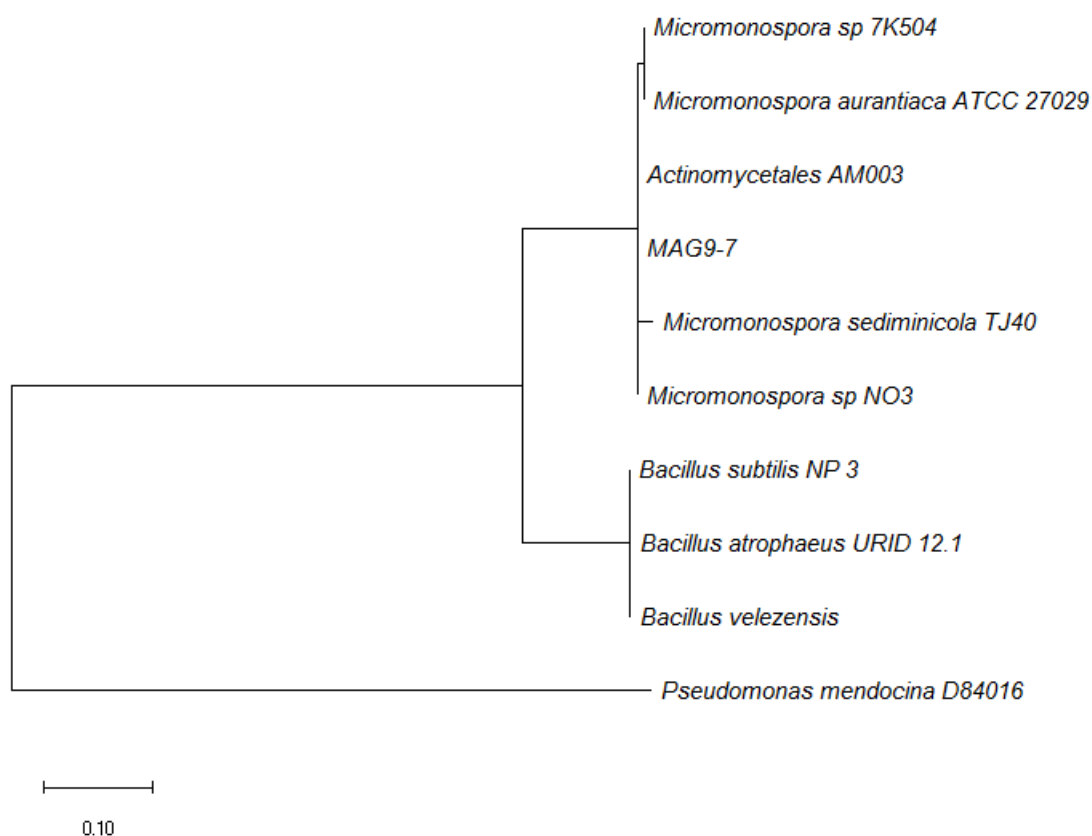 Micromonospora sp 7K504
Micromonospora aurantiaca ATCC 27029
Actinomycetales AM003
MAG9-7
Micromonospora sediminicola TJ40
Micromonospora sp NO3
Bacillus subtilis NP 3
Bacillus atrophaeus URID 12.1
Bacillus velezensis
Pseudomonas mendocina D84016
0.10